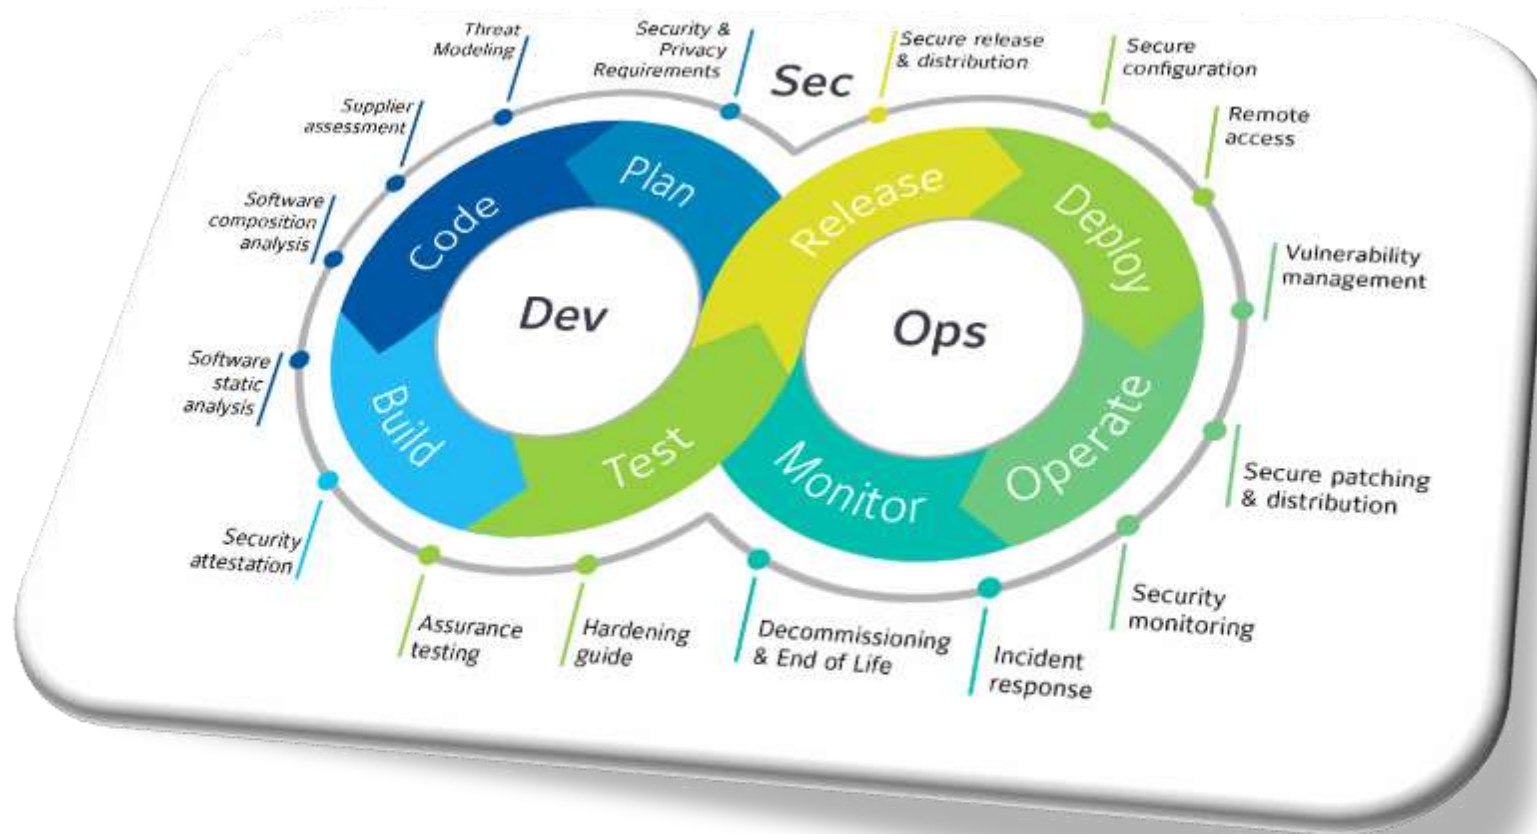 Threat
Modeling
Security &
Privacy
Requirements
Sec
Secure release
& distribution
Secure
configuration
Supplier
assessment
Remote
access
Software
composition
analysis
Code
Plan
Release
Deploy
Vulnerability
management
Dev
Ops
Software
static
analysis
Build
Test
Monitor
Operate
Secure patching
& distribution
Security
attestation
Assurance
testing
Hardening
guide
Decommissioning
& End of Life
Incident
response
Security
monitoring